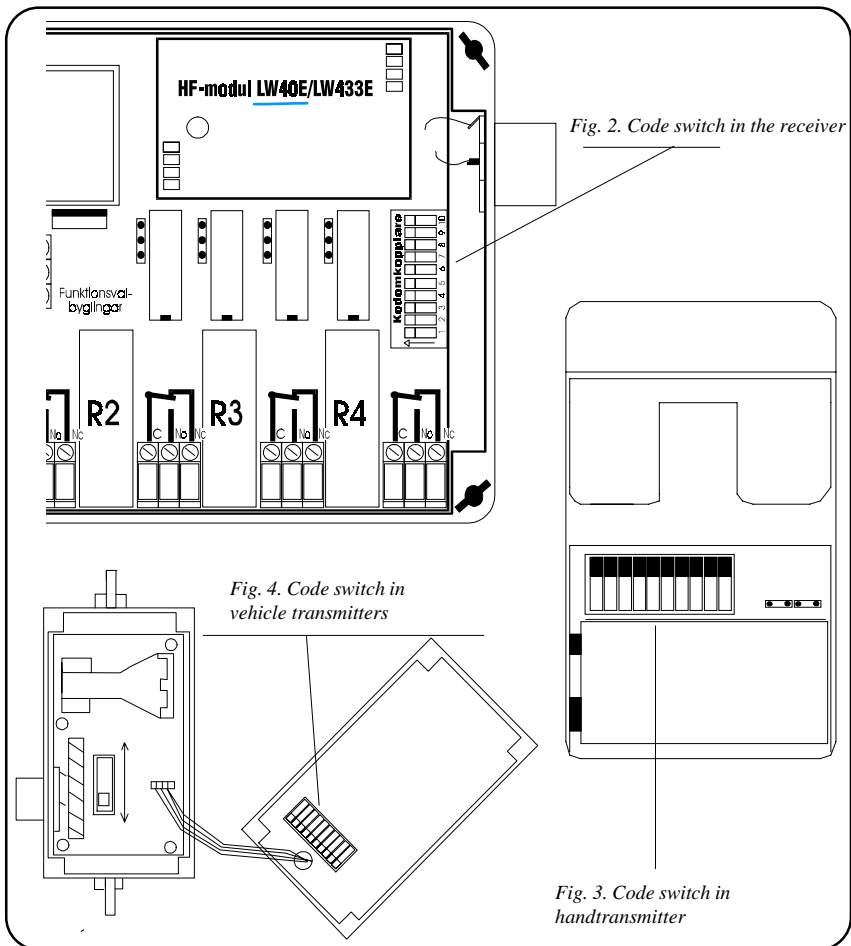 HF-modul LW40E/LW433E
Fig. 2. Code switch in the receiver
Kodomkopplare
1 2 3 4 5 6 7 8 9 10
Funktionsval-
byglingar
R2
R3
R4
No Nc
C No Nc
C No Nc
C No Nc
Fig. 4. Code switch in
vehicle transmitters
Fig. 3. Code switch in
handtransmitter